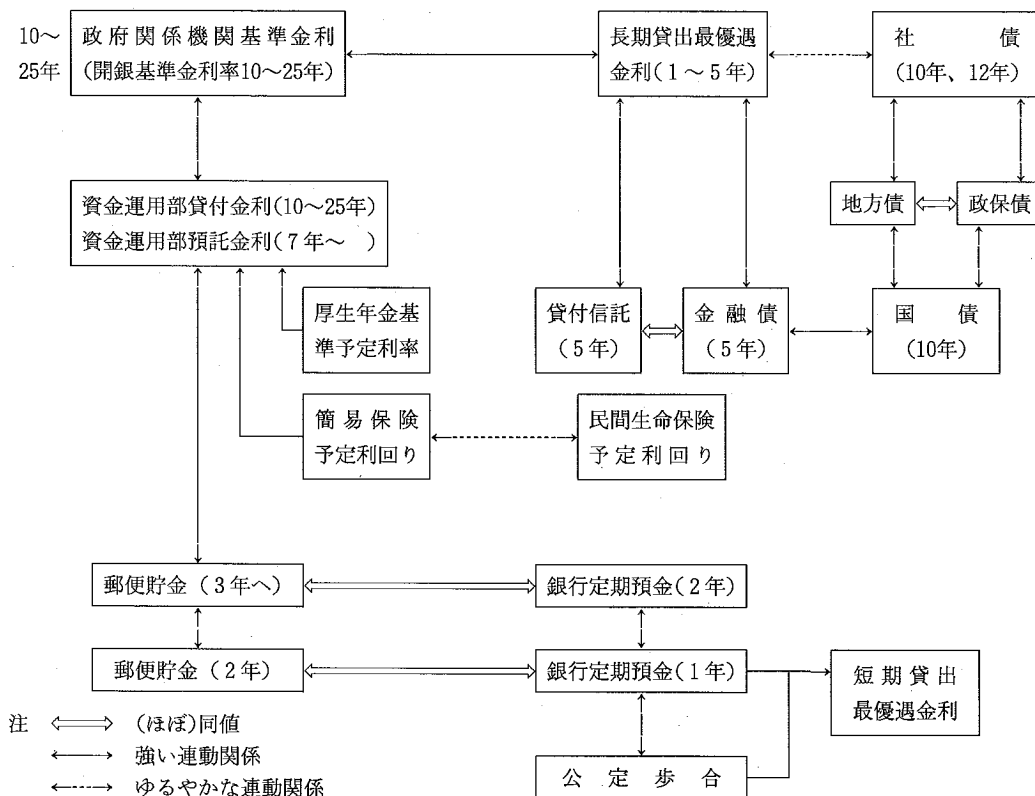 10～
25年
政府関係機関基準金利
(開銀基準金利率10～25年)
長期貸出最優遇
金利(1～5年)
社債
(10年、12年)
資金運用部貸付金利(10～25年)
資金運用部預託金利(7年～　)
地方債
政保債
厚生年金基
準予定利率
貸付信託
(5年)
金融債
(5年)
国債
(10年)
簡易保険
予定利回り
民間生命保険
予定利回り
郵便貯金(3年へ)
銀行定期預金(2年)
郵便貯金(2年)
銀行定期預金(1年)
短期貸出
最優遇金利
公定歩合
注　(ほぼ)同値
強い連動関係
ゆるやかな連動関係